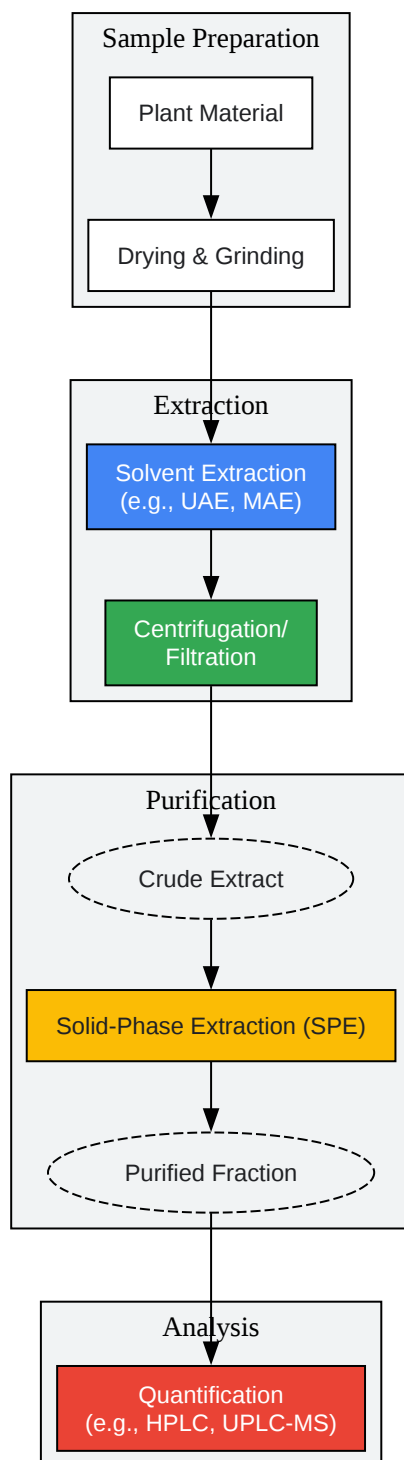 Sample Preparation
Plant Material
Drying & Grinding
Extraction
Solvent Extraction
(e.g., UAE, MAE)
Centrifugation/
Filtration
Purification
Crude Extract
Solid-Phase Extraction (SPE)
Purified Fraction
Analysis
Quantification
(e.g., HPLC, UPLC-MS)